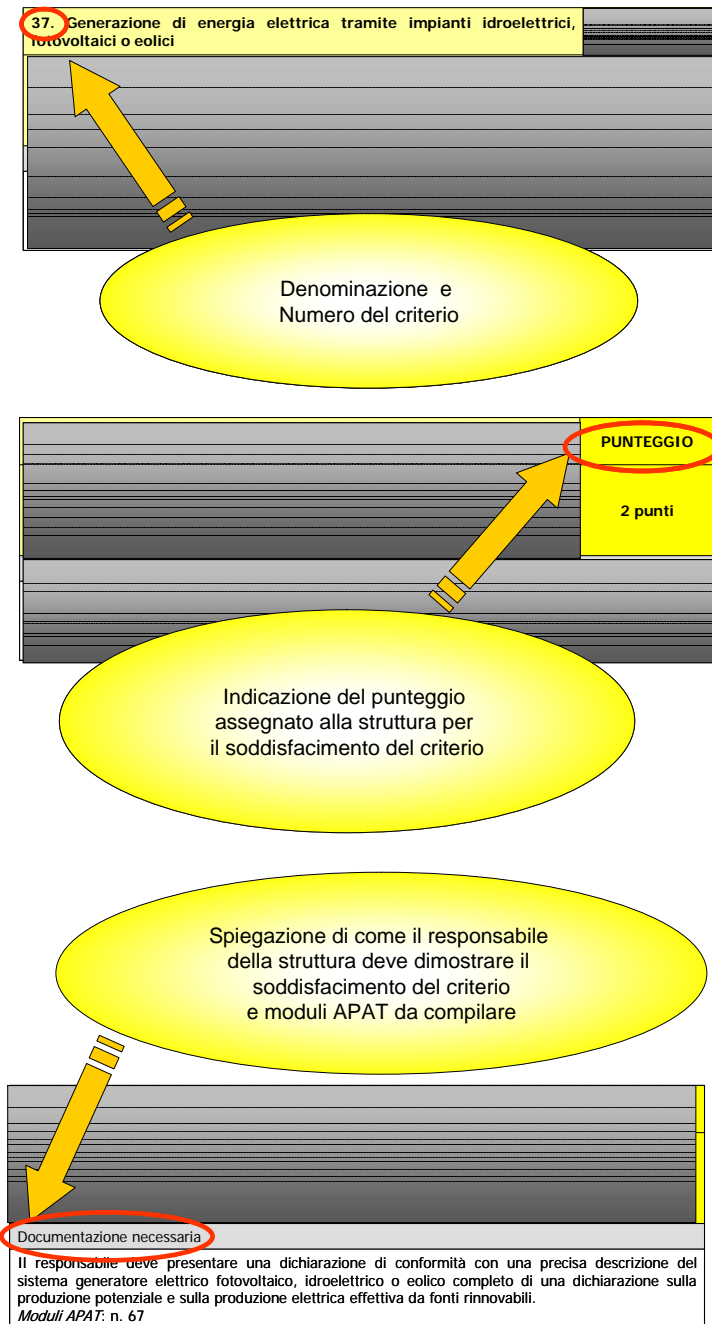 37. Generazione di energia elettrica tramite impianti idroelettrici,
fotovoltaici o eolici
Denominazione e
Numero del criterio
PUNTEGGIO
2 punti
Indicazione del punteggio
assegnato alla struttura per
il soddisfacimento del criterio
Spiegazione di come il responsabile
della struttura deve dimostrare il
soddisfacimento del criterio
e moduli APAT da compilare
Documentazione necessaria
Il responsabile deve presentare una dichiarazione di conformità con una precisa descrizione del
sistema generatore elettrico fotovoltaico, idroelettrico o eolico completo di una dichiarazione sulla
produzione potenziale e sulla produzione elettrica effettiva da fonti rinnovabili.
Moduli APAT: n. 67